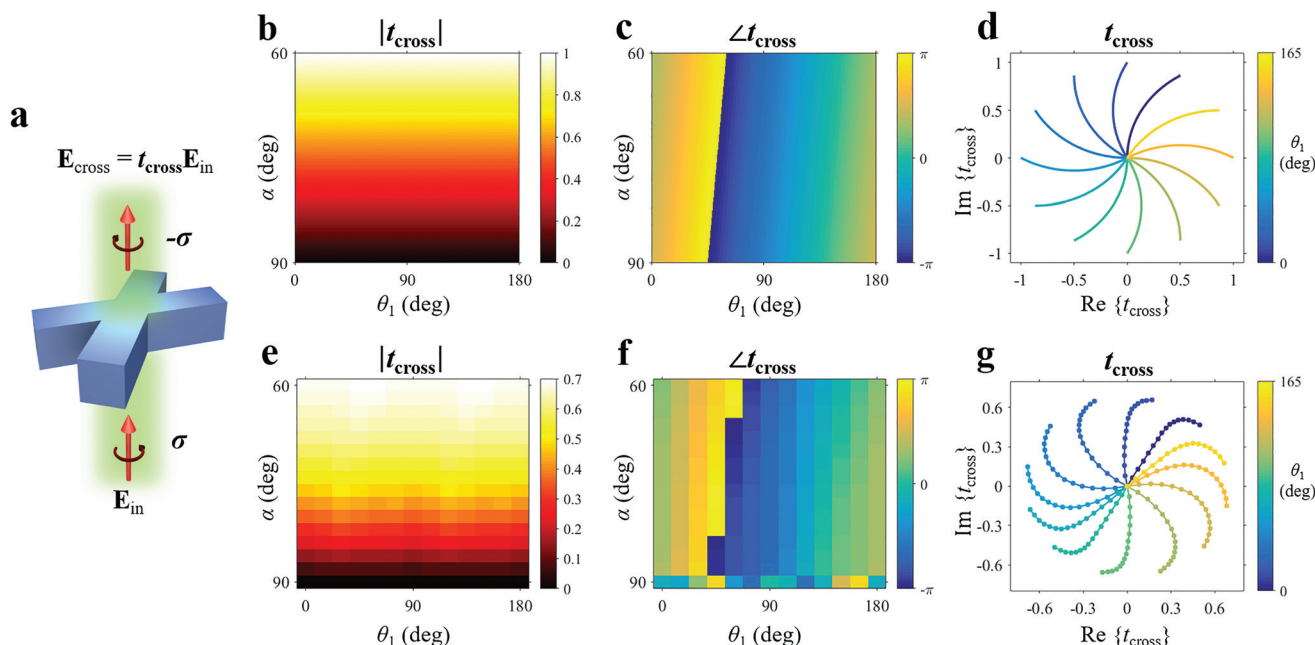 a
E_cross = t_cross E_in
-σ
σ
E_in
b
|t_cross|
60
α (deg)
90
90
180
θ_1 (deg)
1
0.8
0.6
0.4
0.2
0
c
∠t_cross
60
α (deg)
90
90
180
θ_1 (deg)
π
0
-π
d
t_cross
1
0.5
0
-0.5
-1
Im {t_cross}
-1
-0.5
0
0.5
1
Re {t_cross}
165
θ_1
(deg)
0
e
|t_cross|
60
α (deg)
90
0
90
180
θ_1 (deg)
0.7
0.6
0.5
0.4
0.3
0.2
0.1
0
f
∠t_cross
60
α (deg)
90
0
90
180
θ_1 (deg)
π
0
-π
g
t_cross
0.6
0.3
0
-0.3
-0.6
Im {t_cross}
-0.6
-0.3
0
0.3
0.6
Re {t_cross}
165
θ_1
(deg)
0